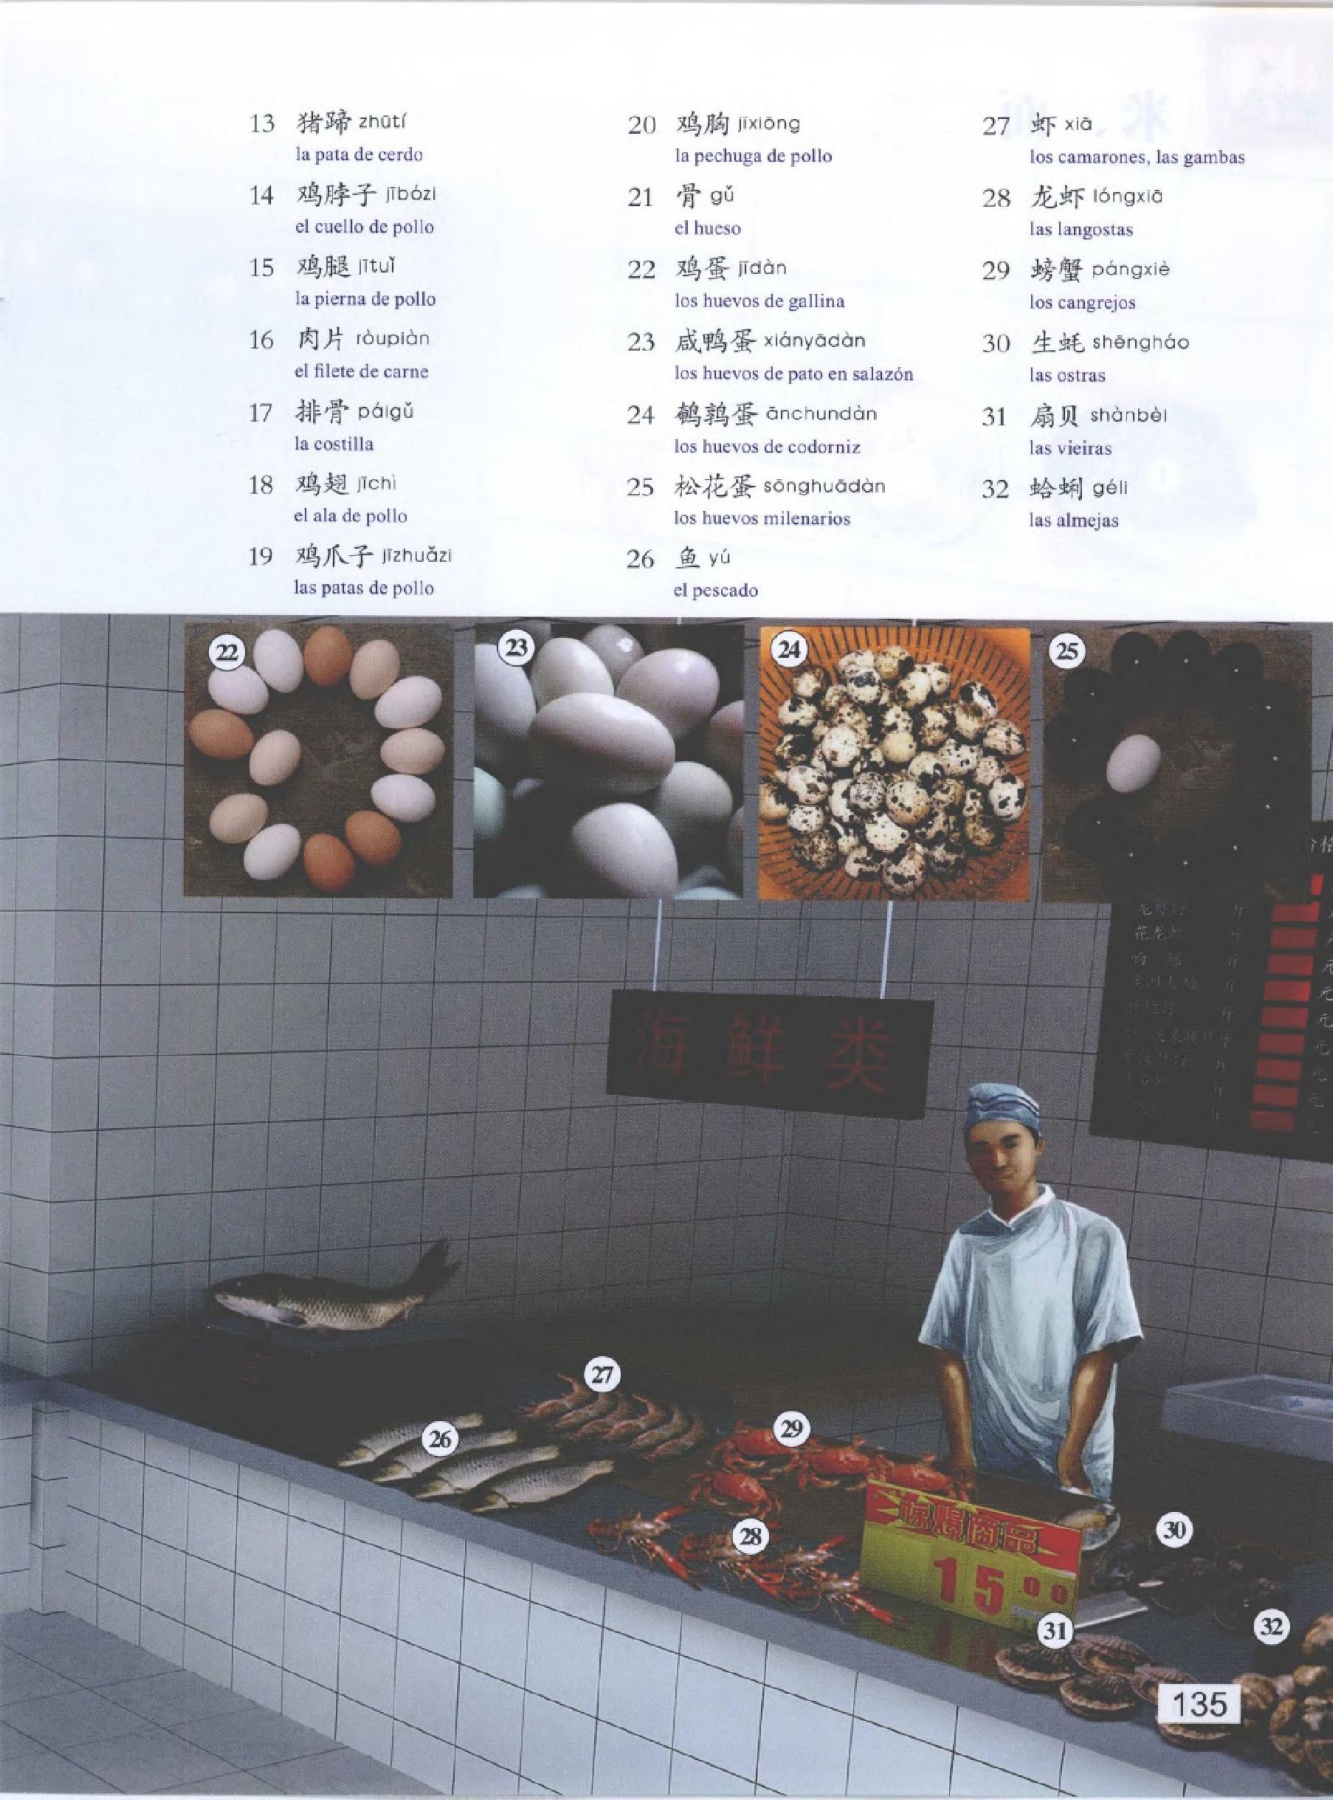 13 猪蹄 zhūtí
la pata de cerdo
14 鸡脖子 jībózi
el cuello de pollo
15 鸡腿 jītuǐ
la pierna de pollo
16 肉片 ròupiàn
el filete de carne
17 排骨 páigǔ
la costilla
18 鸡翅 jīchì
el ala de pollo
19 鸡爪子 jīzhuǎzi
las patas de pollo
20 鸡胸 jīxiōng
la pechuga de pollo
21 骨 gǔ
el hueso
22 鸡蛋 jīdàn
los huevos de gallina
23 咸鸭蛋 xiányādàn
los huevos de pato en salazón
24 鹌鹑蛋 ānchundàn
los huevos de codorniz
25 松花蛋 sōnghuādàn
los huevos milenarios
26 鱼 yú
el pescado
27 虾 xiā
los camarones, las gambas
28 龙虾 lóngxiā
las langostas
29 螃蟹 pángxiè
los cangrejos
30 生蚝 shēngháo
las ostras
31 扇贝 shànbèi
las vieiras
32 蛤蜊 gélí
las almejas
22
23
24
25
海鲜类
27
26
29
28
30
商品
15.00
31
32
135